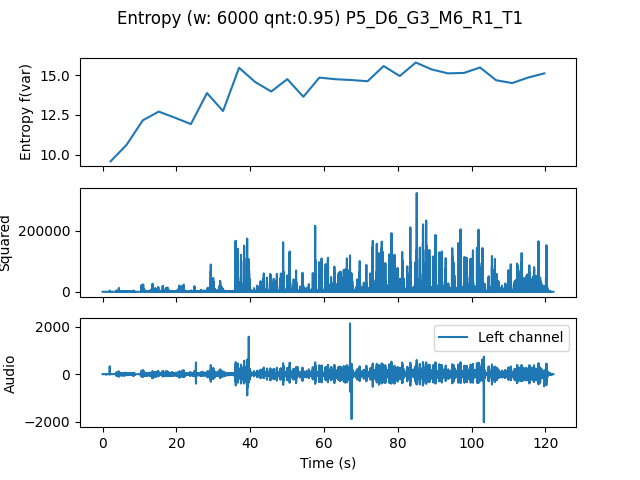 Entropy (w: 6000 qnt:0.95) P5_D6_G3_M6_R1_T1
Entropy f(var)
15.0
12.5
10.0
Squared
200000
0
Audio
2000
0
−2000
Left channel
0 20 40 60 80 100 120
Time (s)